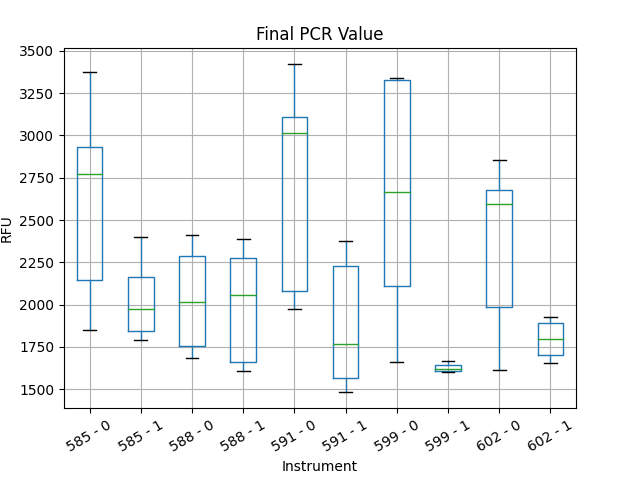 Final PCR Value
3500
3250
3000
2750
2500
2250
2000
1750
1500
RFU
585 - 0
585 - 1
588 - 0
588 - 1
591 - 0
591 - 1
599 - 0
599 - 1
602 - 0
602 - 1
Instrument